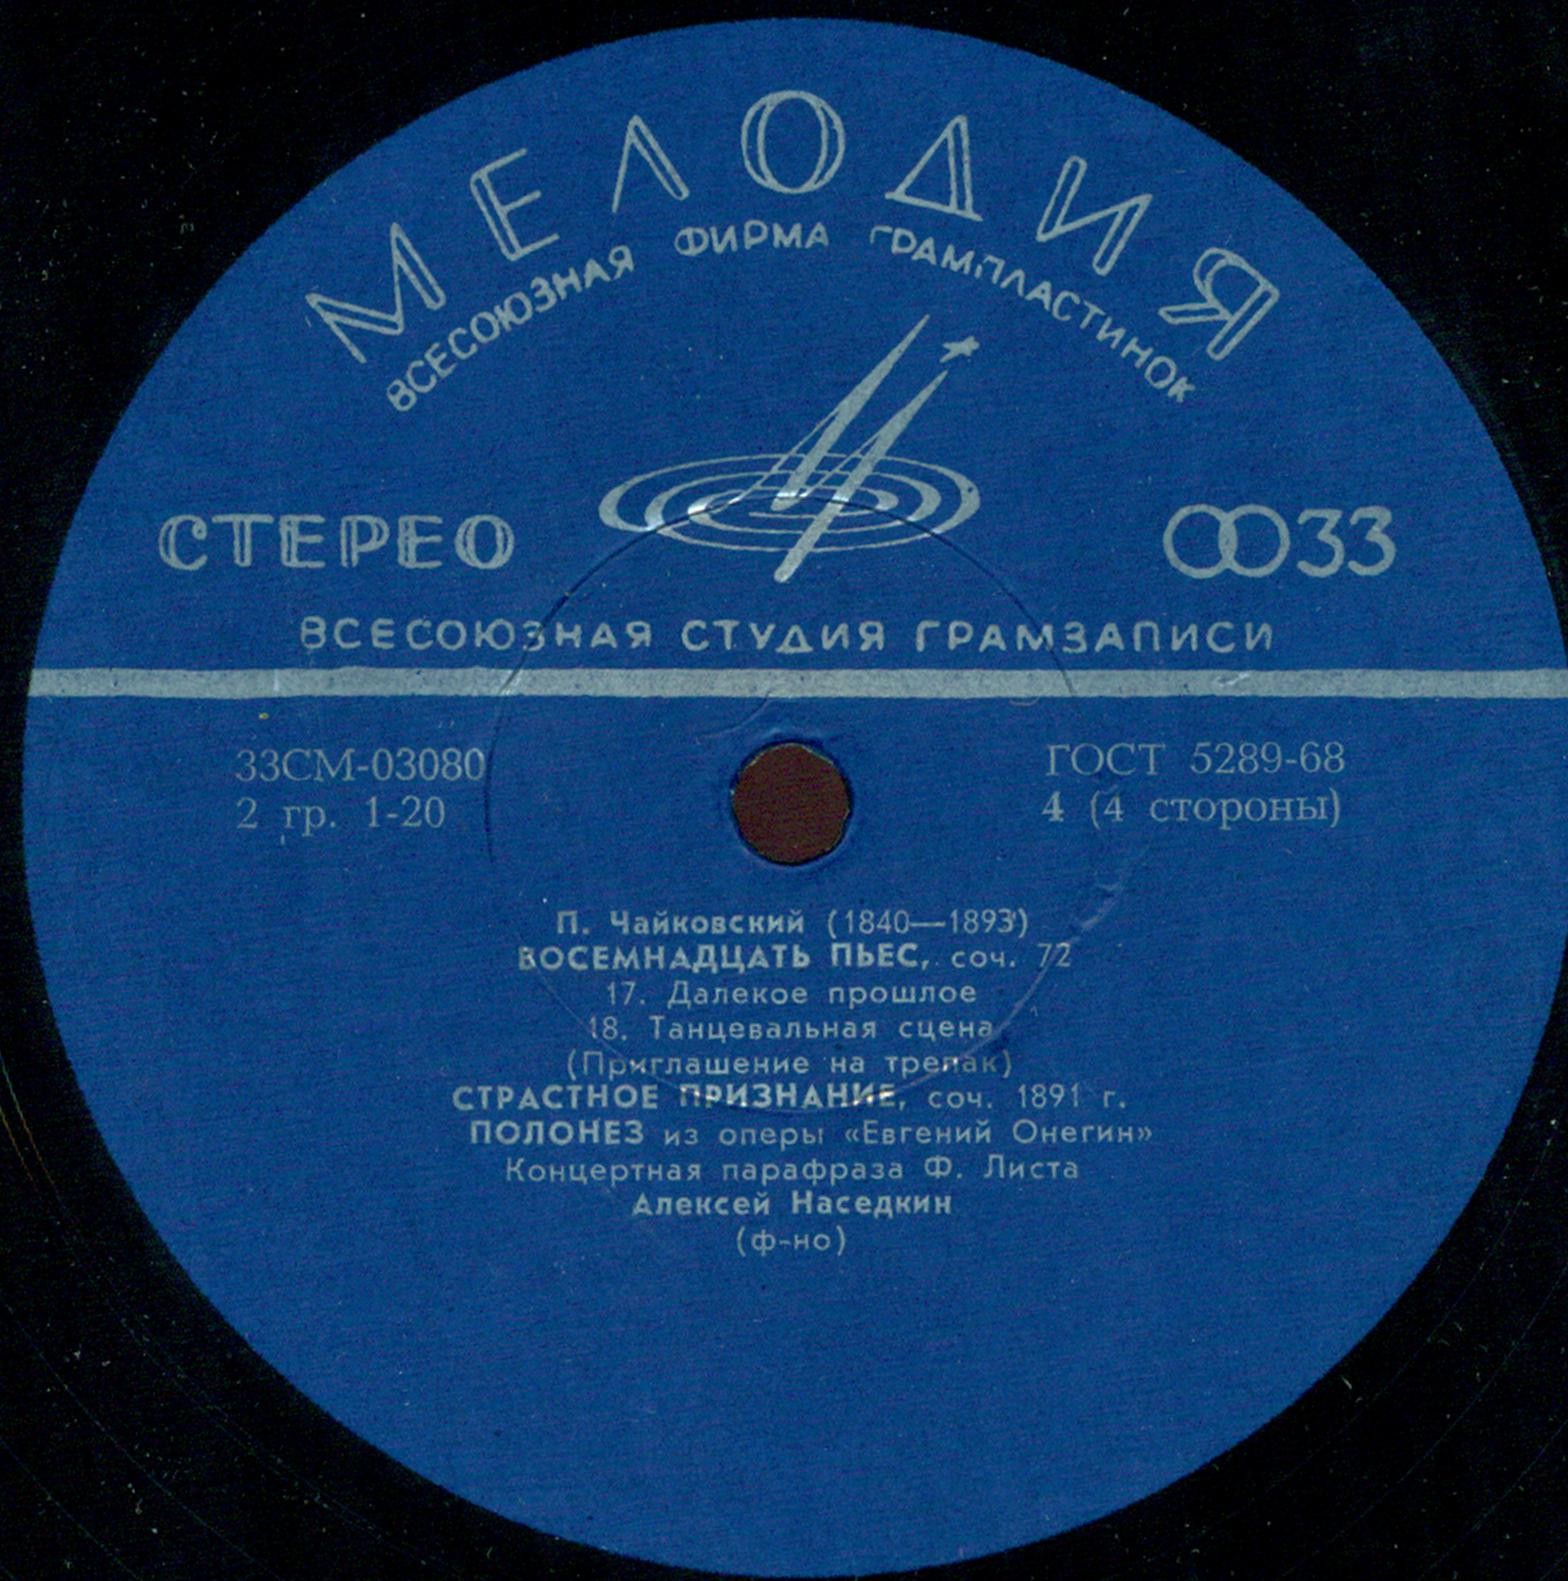 МЕЛОДИЯ
ВСЕСОЮЗНАЯ ФИРМА ГРАМПЛАСТИНОК
СТЕРЕО
33
ВСЕСОЮЗНАЯ СТУДИЯ ГРАМЗАПИСИ
33СМ-03080
2 гр. 1-20
ГОСТ 5289-68
4 (4 стороны)
П. Чайковский (1840—1893)
ВОСЕМНАДЦАТЬ ПЬЕС, соч. 72
17. Далекое прошлое
18. Танцевальная сцена
(Приглашение на трепак)
СТРАСТНОЕ ПРИЗНАНИЕ, соч. 1891 г.
ПОЛОНЕЗ из оперы «Евгений Онегин»
Концертная парафраза Ф. Листа
Алексей Наседкин
(ф-но)